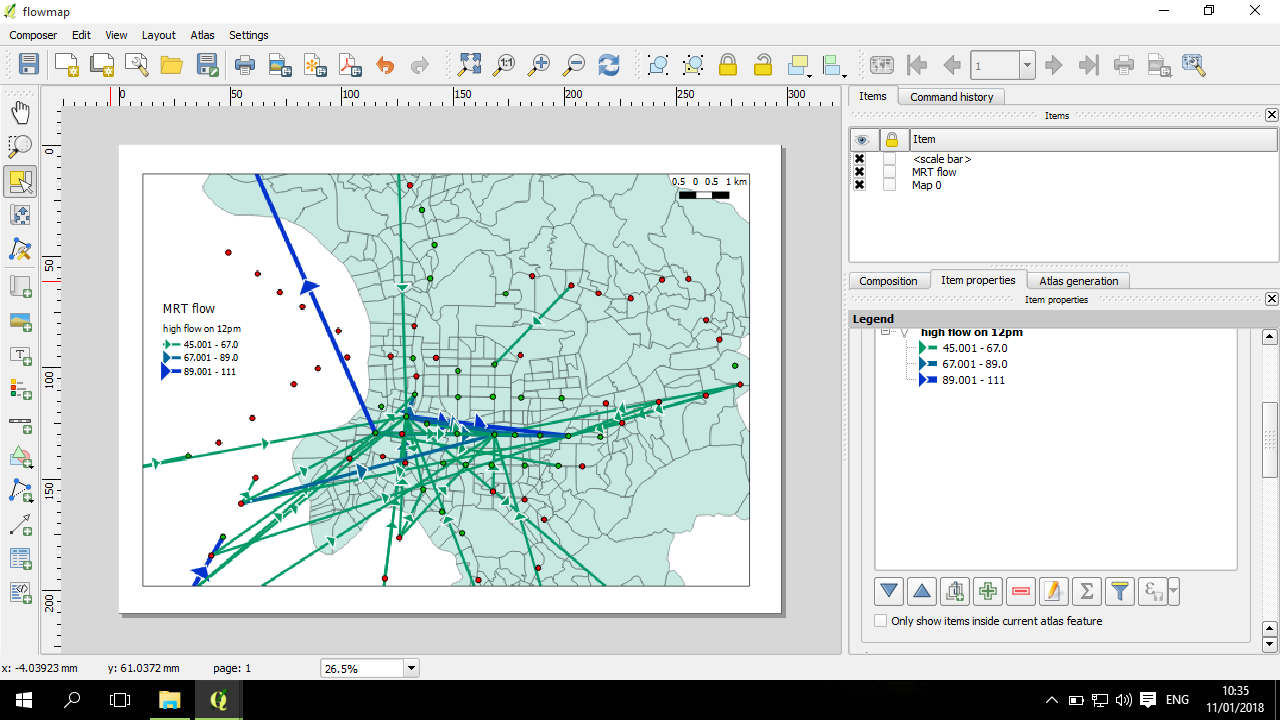 flowmap
Composer Edit View Layout Atlas Settings
1:1
1
0 50 100 150 200 250 300
0
50
100
150
200
0.5 0 0.5 1 km
MRT flow
high flow on 12pm
45.001 - 67.0
67.001 - 89.0
89.001 - 111
Items Command history
Items
Item
<scale bar>
MRT flow
Map 0
Composition Item properties Atlas generation
Item properties
Legend
high flow on 12pm
45.001 - 67.0
67.001 - 89.0
89.001 - 111
Σ ε
Only show items inside current atlas feature
x: -4.03923 mm y: 61.0372 mm page: 1 26.5%
ENG
10:35
11/01/2018